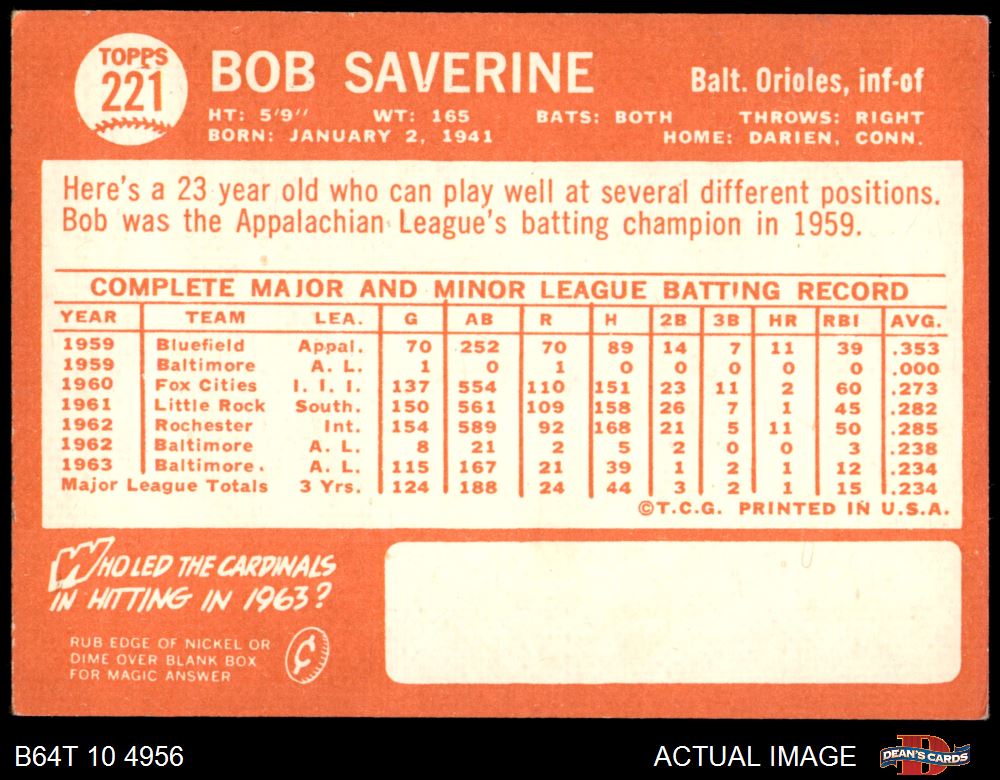 TOPPS
221
BOB SAVERINE
Balt. Orioles, inf-of
HT: 5'9" WT: 165 BATS: BOTH THROWS: RIGHT
BORN: JANUARY 2, 1941 HOME: DARIEN, CONN.
Here's a 23 year old who can play well at several different positions.
Bob was the Appalachian League's batting champion in 1959.
COMPLETE MAJOR AND MINOR LEAGUE BATTING RECORD
YEAR TEAM LEA. G AB R H 2B 3B HR RBI AVG.
1959 Bluefield Appal. 70 252 70 89 14 7 11 39 .353
1959 Baltimore A. L. 1 0 1 0 0 0 0 0 .000
1960 Fox Cities I. I. I. 137 554 110 151 23 11 2 60 .273
1961 Little Rock South. 150 561 109 158 26 7 1 45 .282
1962 Rochester Int. 154 589 92 168 21 5 11 50 .285
1962 Baltimore A. L. 8 21 2 5 2 0 0 3 .238
1963 Baltimore. A. L. 115 167 21 39 1 2 1 12 .234
Major League Totals 3 Yrs. 124 188 24 44 3 2 1 15 .234
©T.C.G. PRINTED IN U.S.A.
WHO LED THE CARDINALS
IN HITTING IN 1963?
RUB EDGE OF NICKEL OR
DIME OVER BLANK BOX
FOR MAGIC ANSWER
¢
B64T 10 4956
ACTUAL IMAGE
D
DEAN'S CARDS